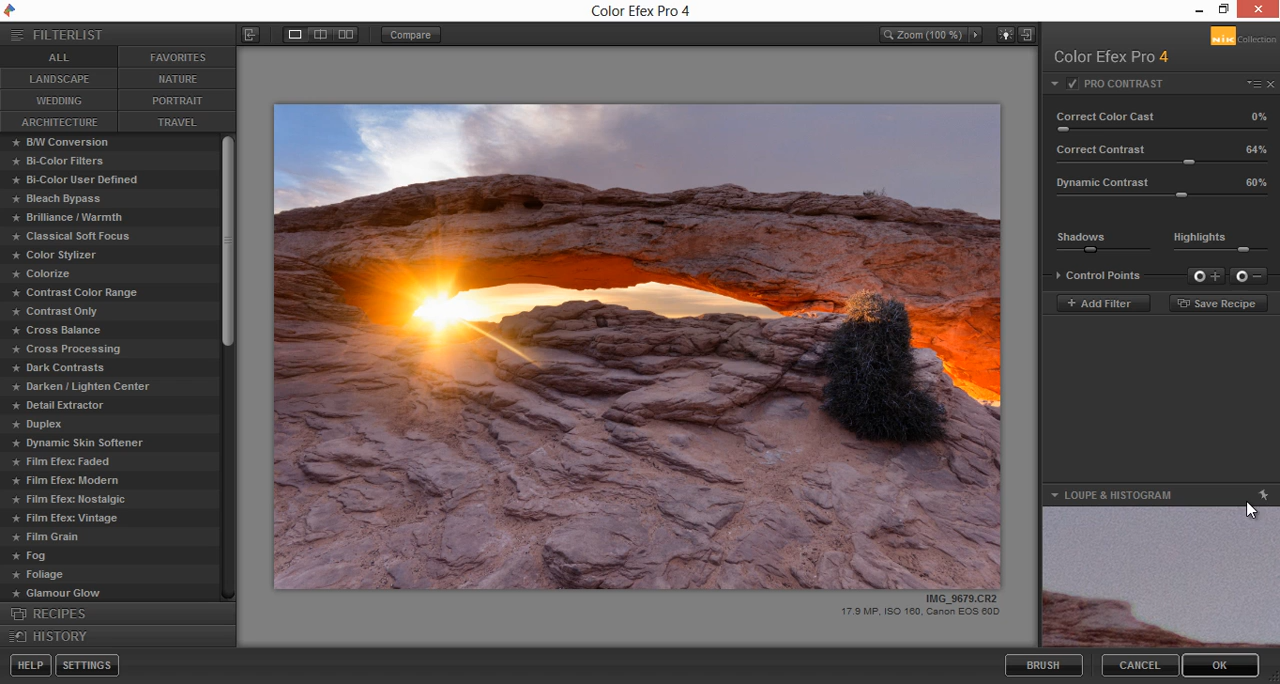 Color Efex Pro 4
FILTERLIST
ALL FAVORITES
LANDSCAPE NATURE
WEDDING PORTRAIT
ARCHITECTURE TRAVEL
B/W Conversion
Bi-Color Filters
Bi-Color User Defined
Bleach Bypass
Brilliance / Warmth
Classical Soft Focus
Color Stylizer
Colorize
Contrast Color Range
Contrast Only
Cross Balance
Cross Processing
Dark Contrasts
Darken / Lighten Center
Detail Extractor
Duplex
Dynamic Skin Softener
Film Efex: Faded
Film Efex: Modern
Film Efex: Nostalgic
Film Efex: Vintage
Film Grain
Fog
Foliage
Glamour Glow
RECIPES
HISTORY
HELP SETTINGS
Compare
Zoom (100 %)
IMG_9679.CR2
17.9 MP, ISO 160, Canon EOS 60D
Nik Collection
Color Efex Pro 4
PRO CONTRAST
Correct Color Cast 0%
Correct Contrast 64%
Dynamic Contrast 60%
Shadows Highlights
Control Points
+ Add Filter Save Recipe
LOUPE & HISTOGRAM
BRUSH CANCEL OK